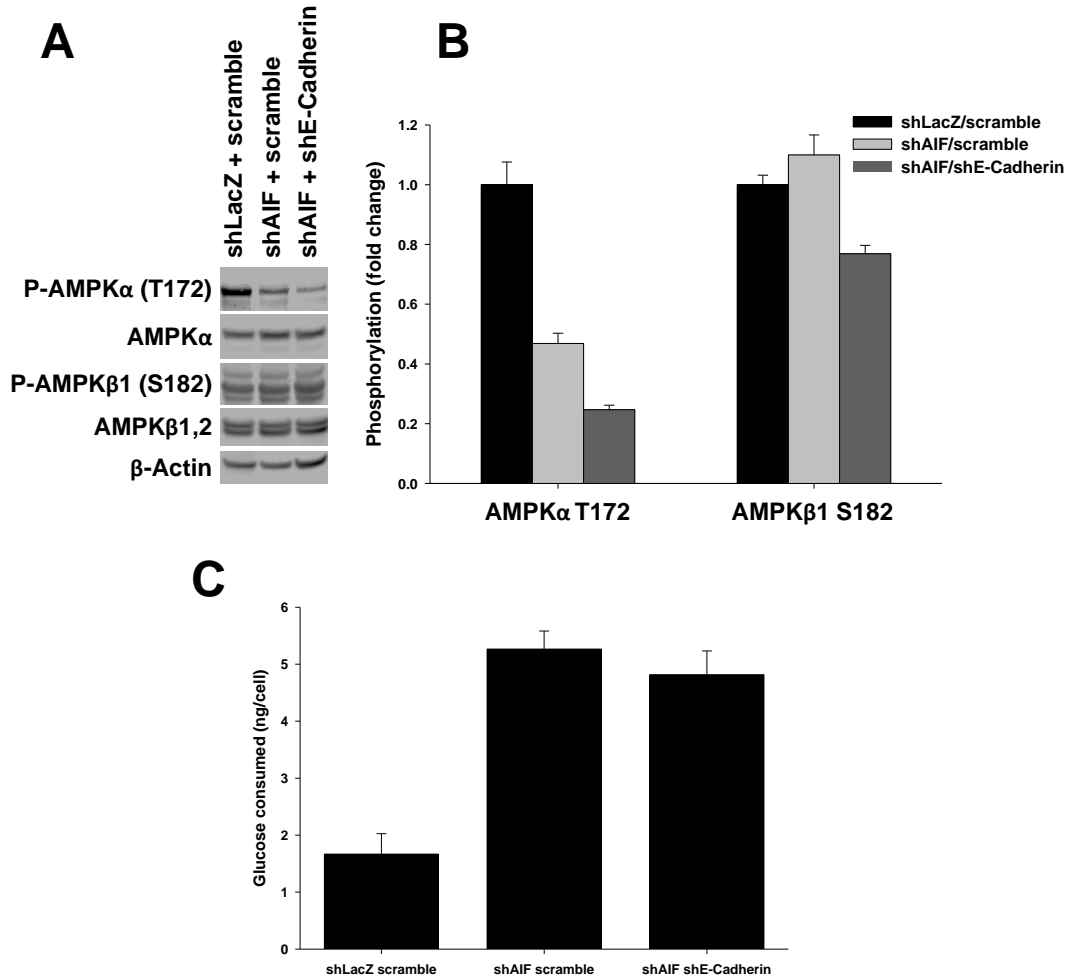 A
shLacZ + scramble
shAIF + scramble
shAIF + shE-Cadherin
P-AMPKα (T172)
AMPKα
P-AMPKβ1 (S182)
AMPKβ1,2
β-Actin
B
shLacZ/scramble
shAIF/scramble
shAIF/shE-Cadherin
Phosphorylation (fold change)
1.2
1.0
0.8
0.6
0.4
0.2
0.0
AMPKα T172
AMPKβ1 S182
C
Glucose consumed (ng/cell)
6
5
4
3
2
1
0
shLacZ scramble
shAIF scramble
shAIF shE-Cadherin